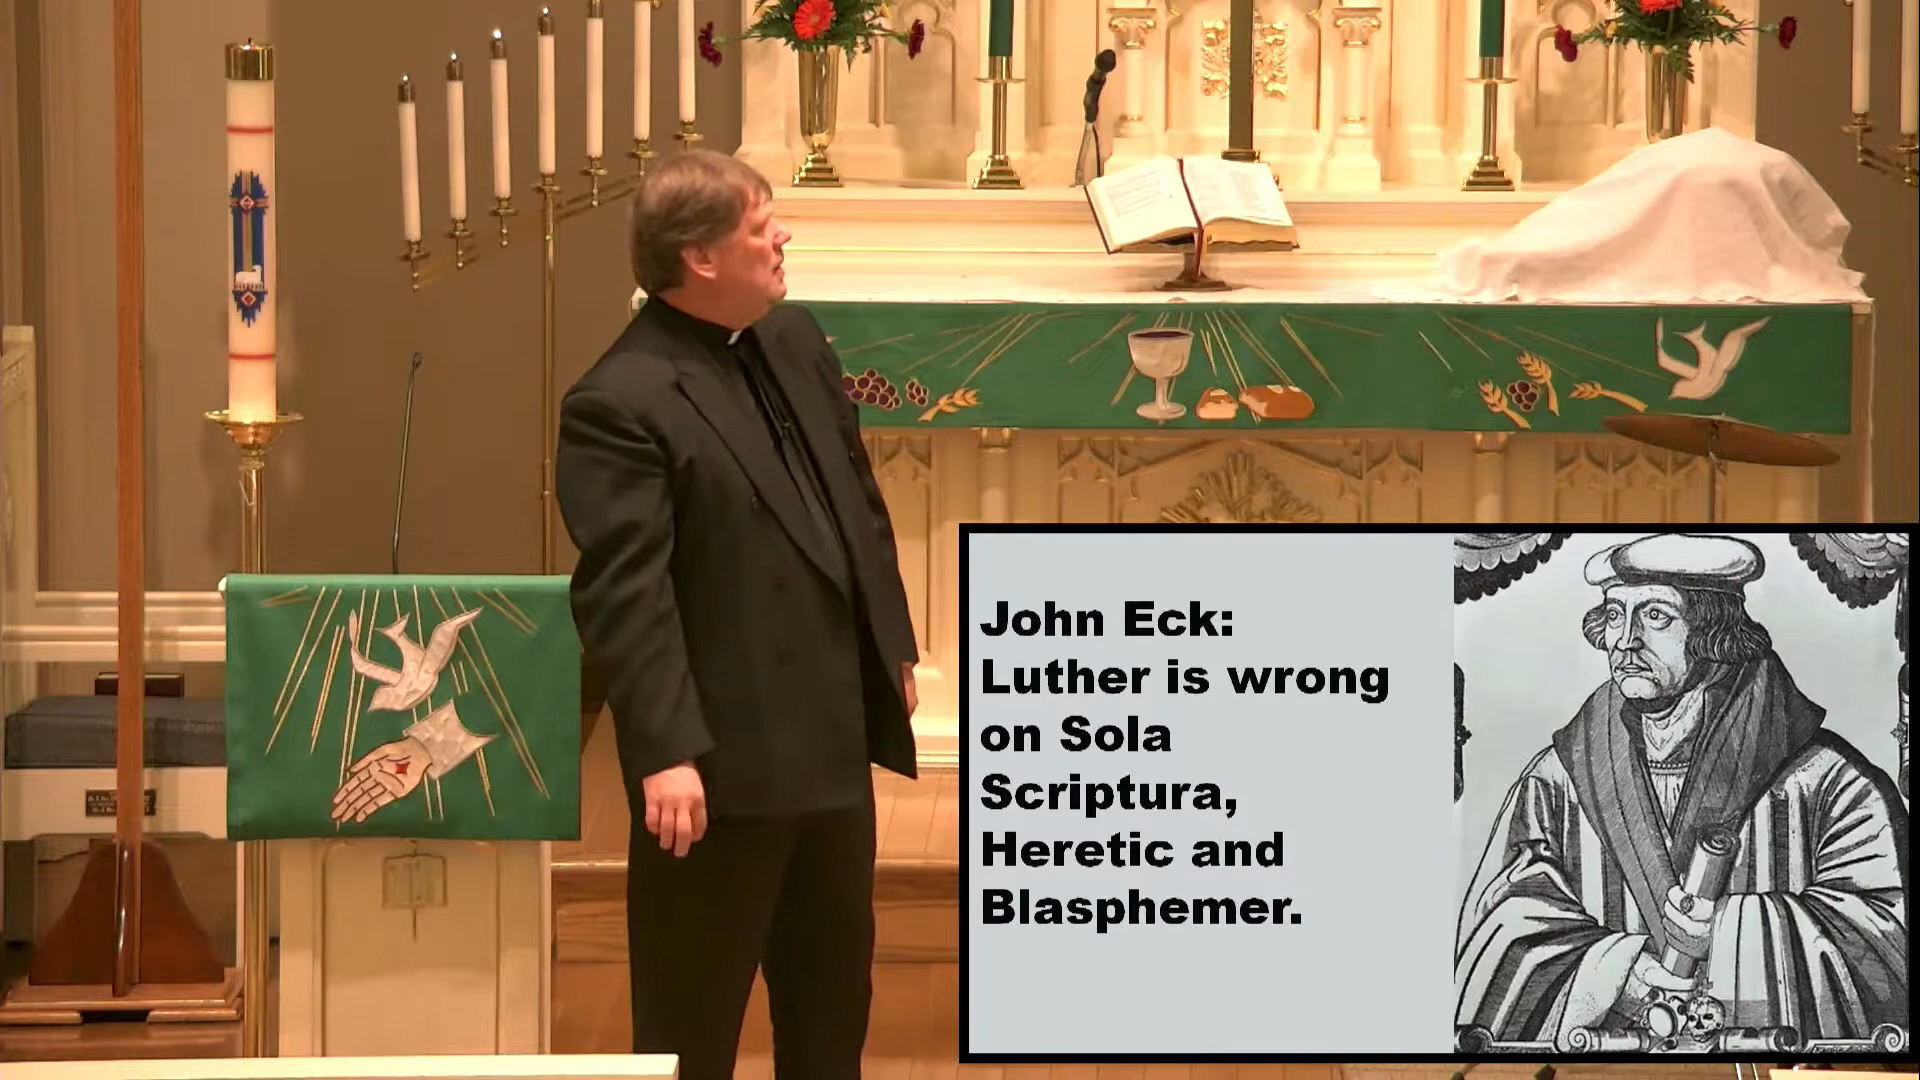 John Eck:
Luther is wrong
on Sola
Scriptura,
Heretic and
Blasphemer.